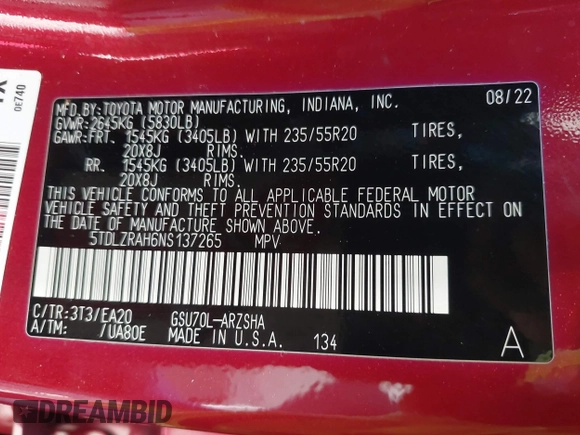 0E740
MFD.BY:TOYOTA MOTOR MANUFACTURING, INDIANA, INC. 08/22
GVWR:2645KG (5830LB)
GAWR:FRT. 1545KG (3405LB) WITH 235/55R20 TIRES,
20X8J RIMS.
RR. 1545KG (3405LB) WITH 235/55R20 TIRES,
20X8J RIMS.
THIS VEHICLE CONFORMS TO ALL APPLICABLE FEDERAL MOTOR
VEHICLE SAFETY AND THEFT PREVENTION STANDARDS IN EFFECT ON
THE DATE OF MANUFACTURE SHOWN ABOVE.
5TDLZRAH6NS137265 MPV
C/TR:3T3/EA20 GSU70L-ARZSHA
A/TM: /UA80E MADE IN U.S.A. 134 A
DREAMBID